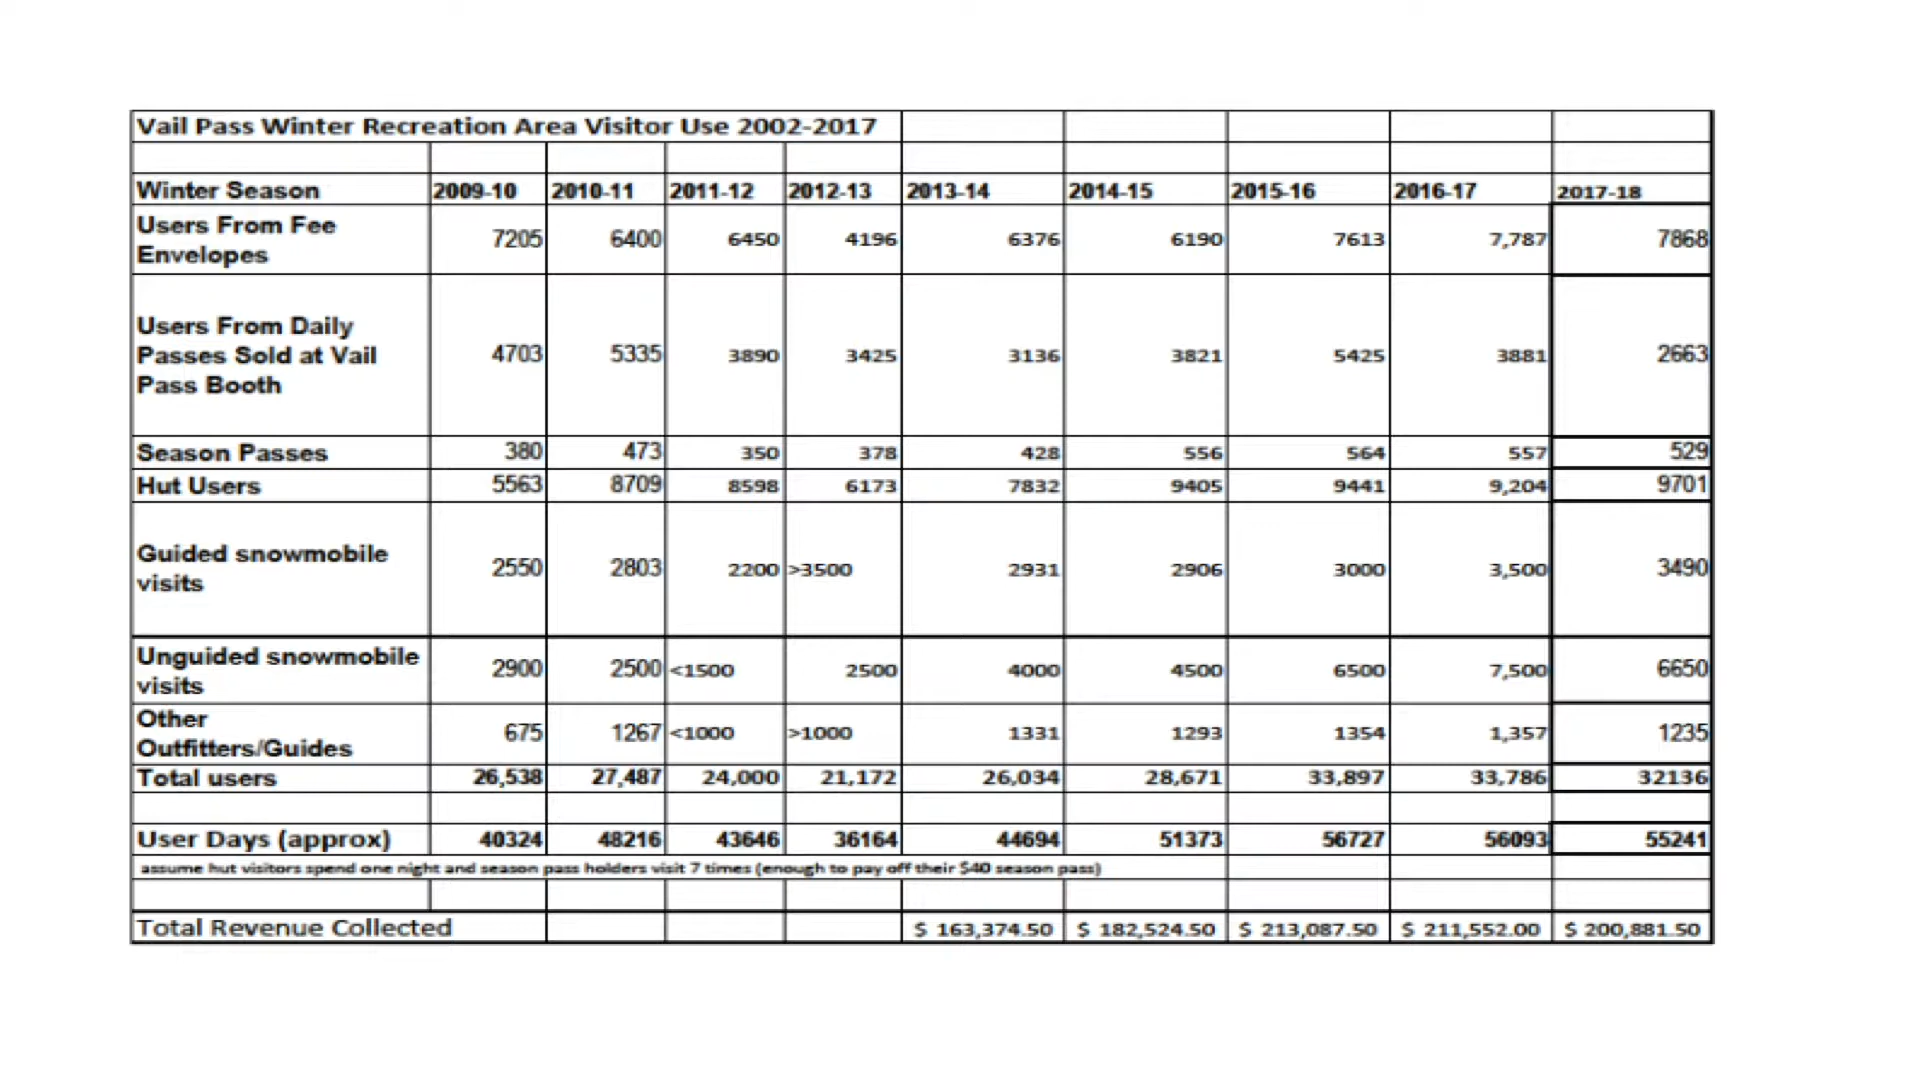 Vail Pass Winter Recreation Area Visitor Use 2002-2017
Winter Season 2009-10 2010-11 2011-12 2012-13 2013-14 2014-15 2015-16 2016-17 2017-18
Users From Fee
Envelopes 7205 6400 6450 4196 6376 6190 7613 7,787 7868
Users From Daily
Passes Sold at Vail 4703 5335 3890 3425 3136 3821 5425 3881 2663
Pass Booth
Season Passes 380 473 350 378 428 556 564 557 529
Hut Users 5563 8709 8598 6173 7832 9405 9441 9,204 9701
Guided snowmobile
visits 2550 2803 2200 >3500 2931 2906 3000 3,500 3490
Unguided snowmobile
visits 2900 2500 <1500 2500 4000 4500 6500 7,500 6650
Other
Outfitters/Guides 675 1267 <1000 >1000 1331 1293 1354 1,357 1235
Total users 26,538 27,487 24,000 21,172 26,034 28,671 33,897 33,786 32136
User Days (approx) 40324 48216 43646 36164 44694 51373 56727 56093 55241
assume hut visitors spend one night and season pass holders visit 7 times (enough to pay off their $40 season pass)
Total Revenue Collected $ 163,374.50 $ 182,524.50 $ 213,087.50 $ 211,552.00 $ 200,881.50